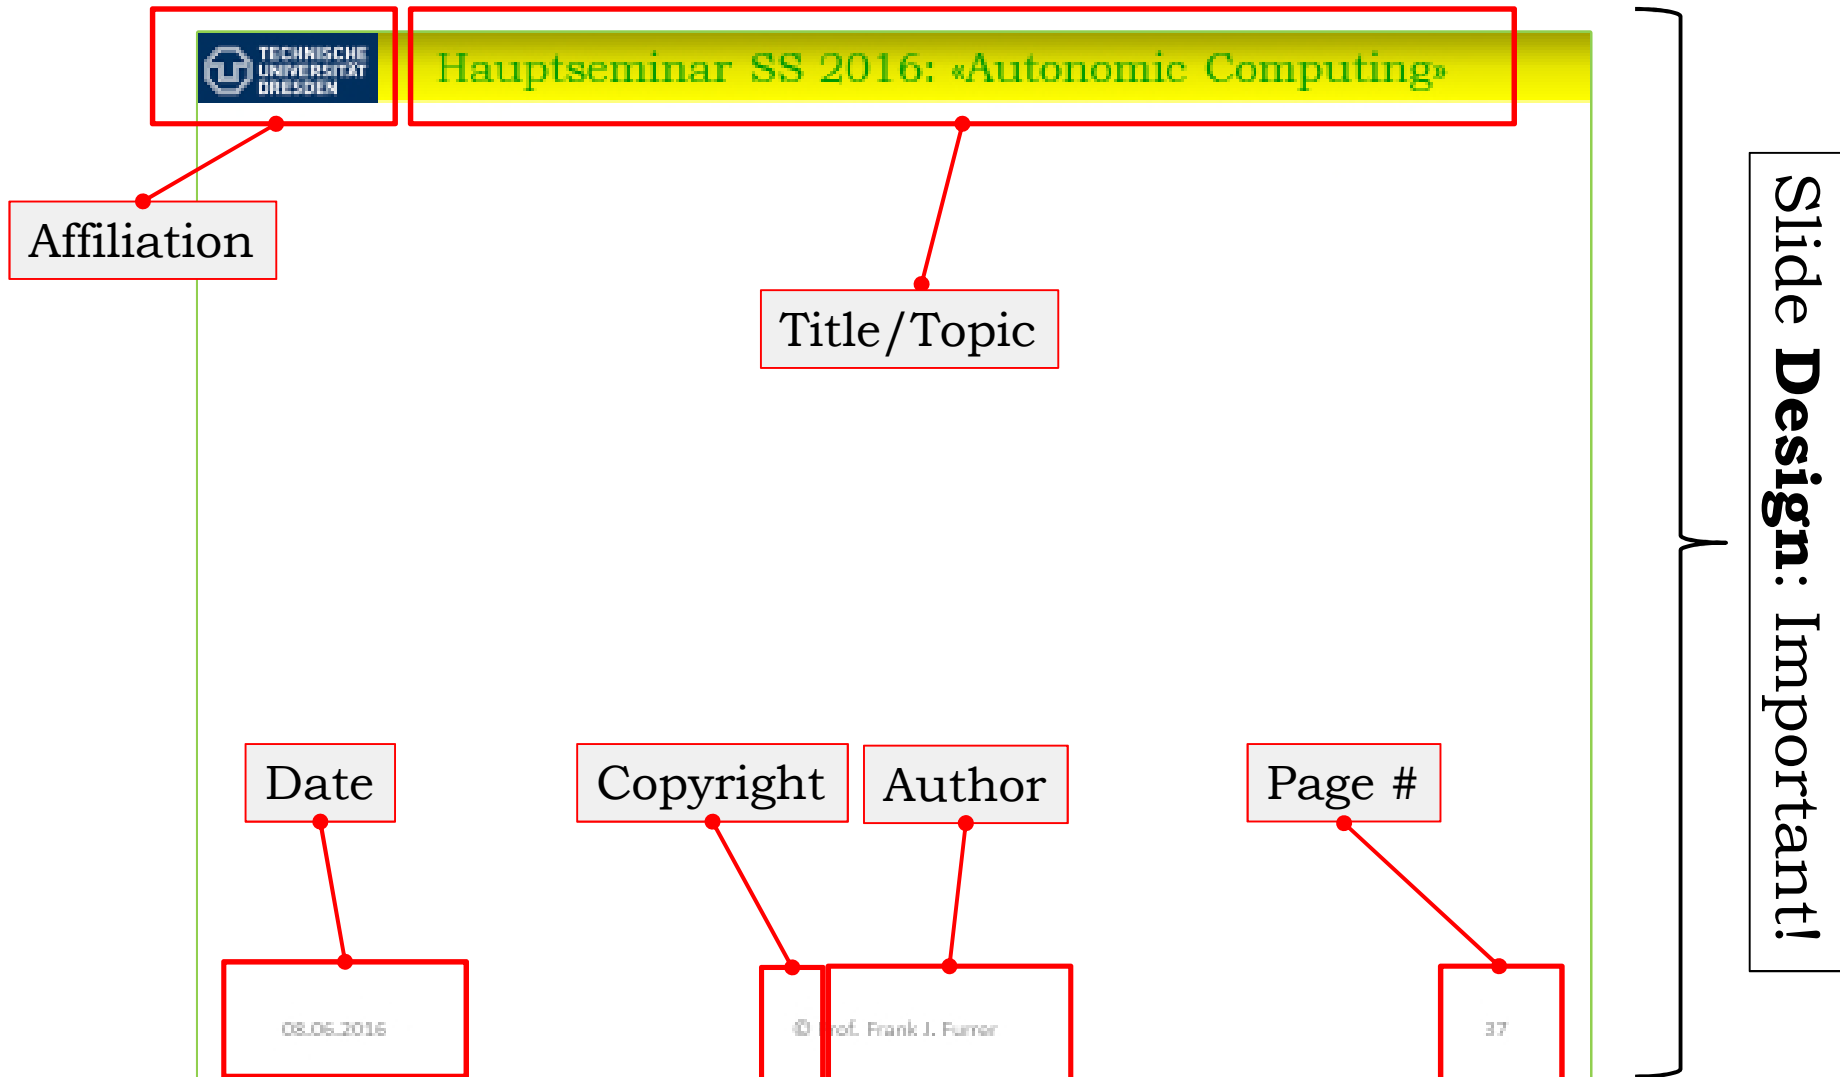 TECHNISCHE
UNIVERSITÄT
DRESDEN
Hauptseminar SS 2016: «Autonomic Computing»
Affiliation
Title/Topic
Slide Design: Important!
Date
Copyright
Author
Page #
08.06.2016
© Prof. Frank J. Furrer
37